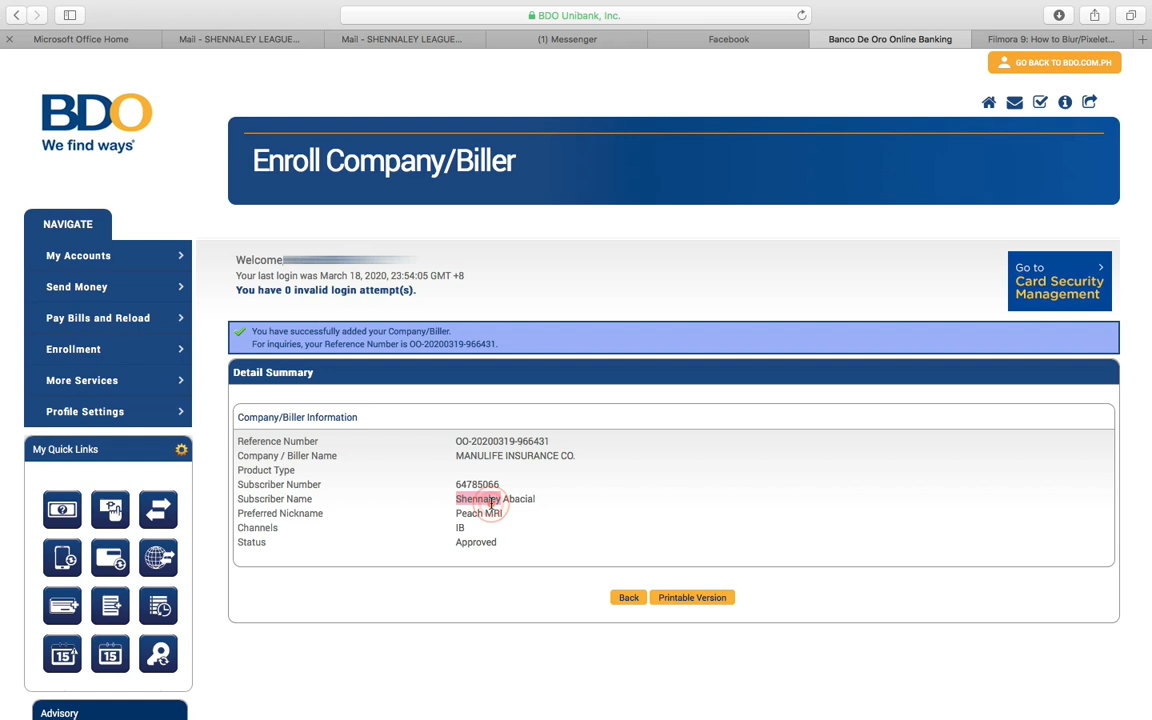 BDO Unibank, Inc.
Microsoft Office Home
Mail - SHENNALEY LEAGUE...
Mail - SHENNALEY LEAGUE...
(1) Messenger
Facebook
Banco De Oro Online Banking
Filmora 9: How to Blur/Pixelet...
GO BACK TO BDO.COM.PH
BDO
We find ways®
Enroll Company/Biller
NAVIGATE
My Accounts
Send Money
Pay Bills and Reload
Enrollment
More Services
Profile Settings
My Quick Links
15
15
Advisory
Welcome
Your last login was March 18, 2020, 23:54:05 GMT +8
You have 0 invalid login attempt(s).
Go to
Card Security
Management
You have successfully added your Company/Biller.
For inquiries, your Reference Number is OO-20200319-966431.
Detail Summary
Company/Biller Information
Reference Number OO-20200319-966431
Company / Biller Name MANULIFE INSURANCE CO.
Product Type
Subscriber Number 64785066
Subscriber Name Shennaley Abacial
Preferred Nickname Peach MRI
Channels IB
Status Approved
Back
Printable Version